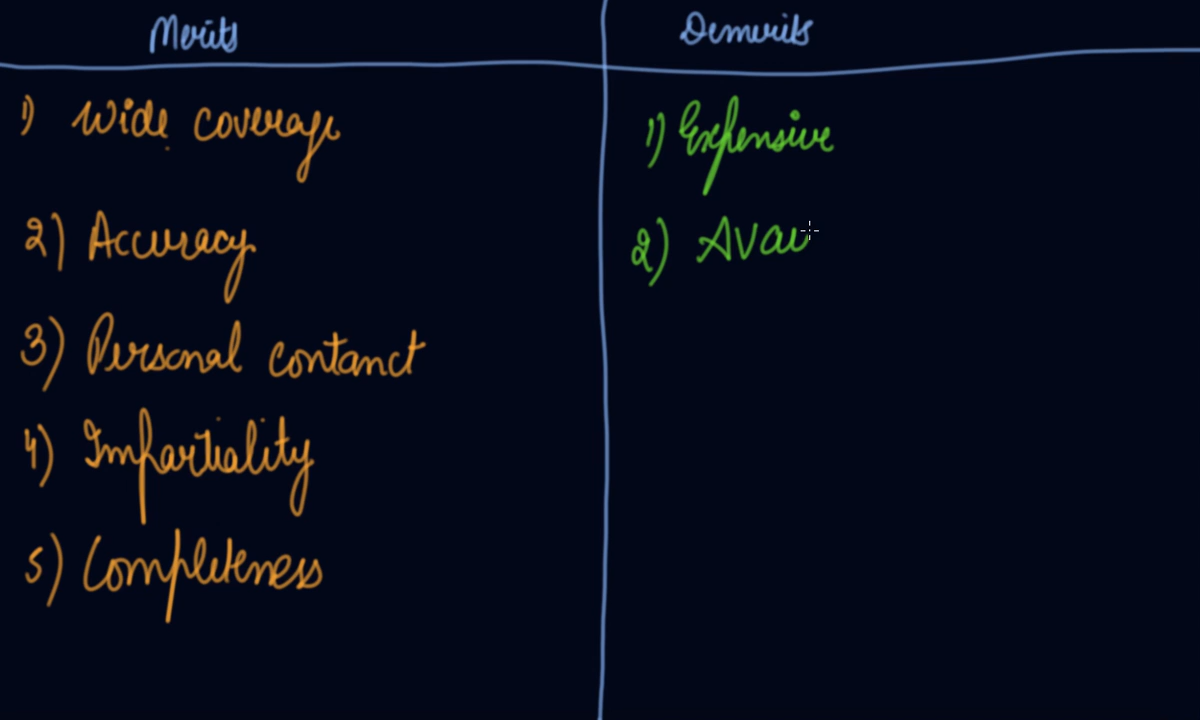 Merits
Demerits
1) Wide coverage
2) Accuracy
3) Personal contanct
4) Impartiality
5) Completeness
1) Expensive
2) Avai